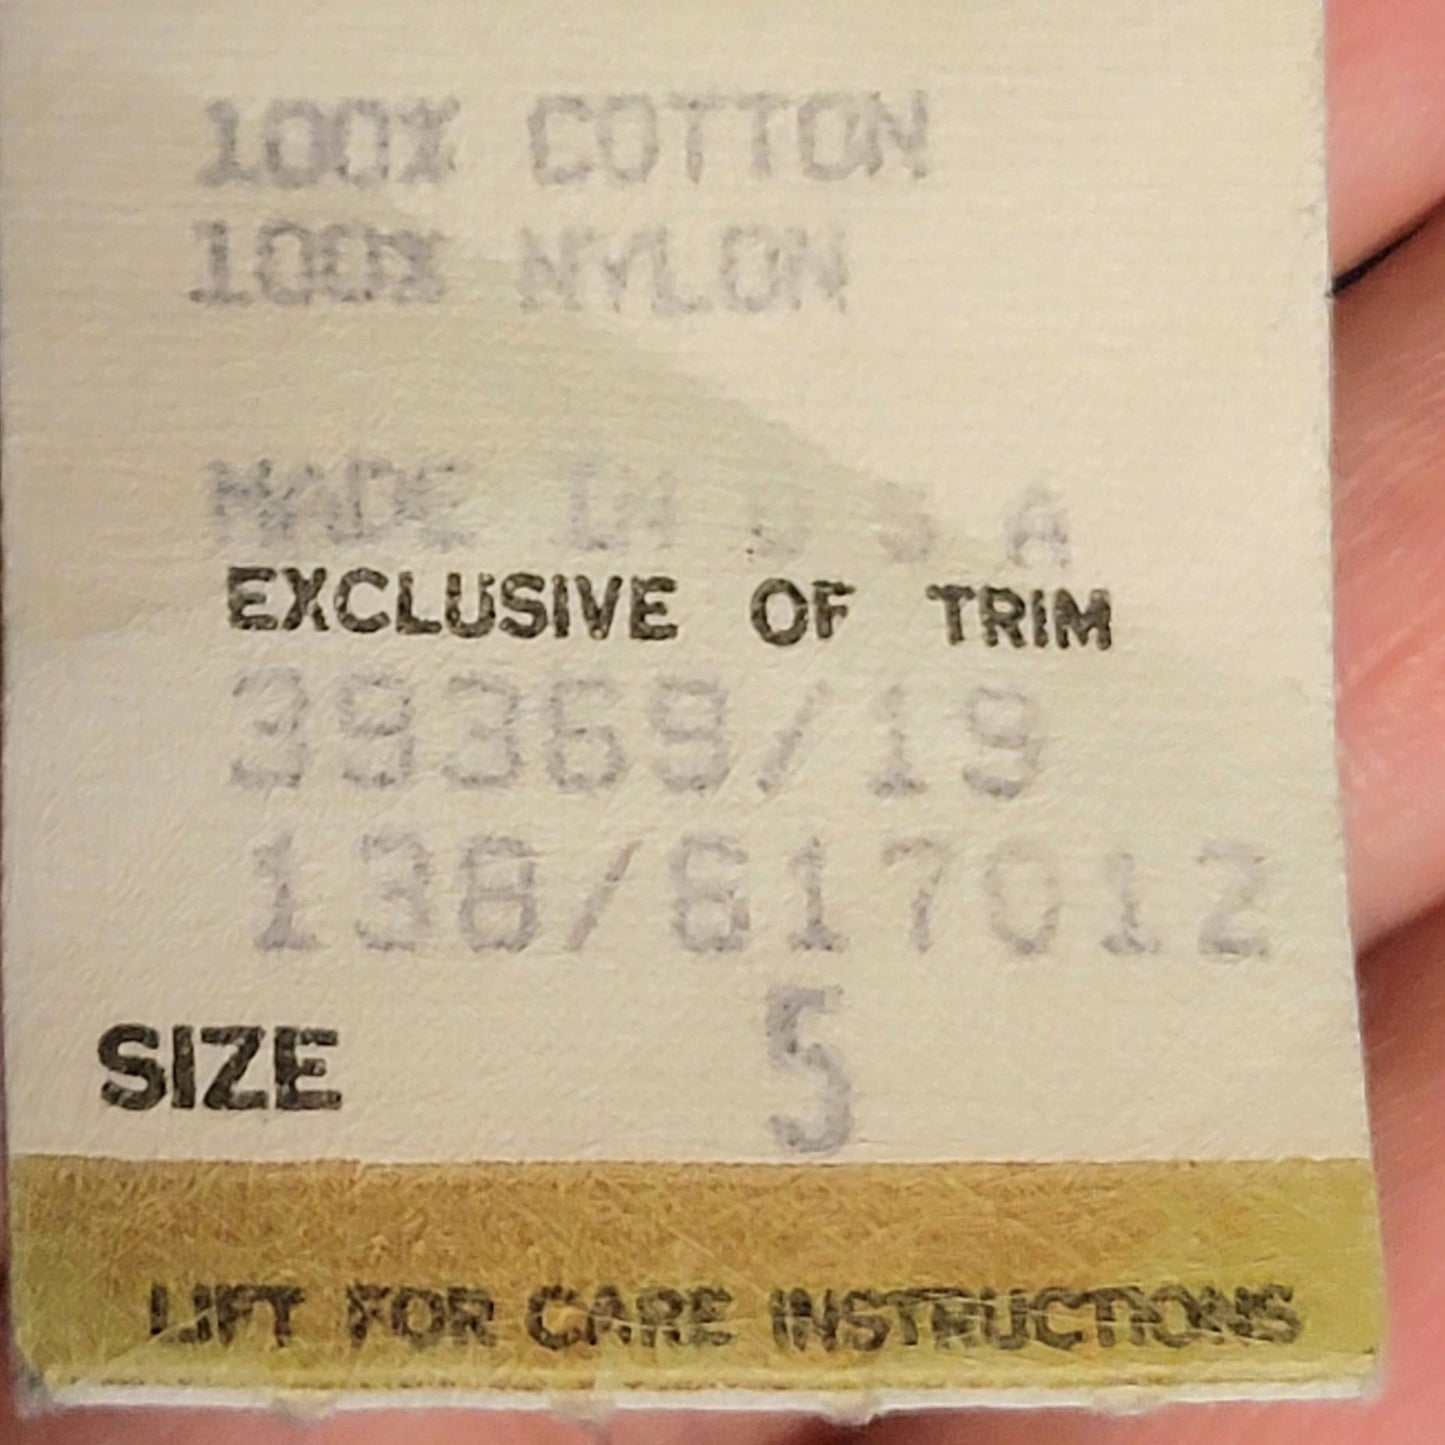 100% COTTON
100% NYLON
MADE IN U S A
EXCLUSIVE OF TRIM
39369/19
138/617012
SIZE 5
LIFT FOR CARE INSTRUCTIONS